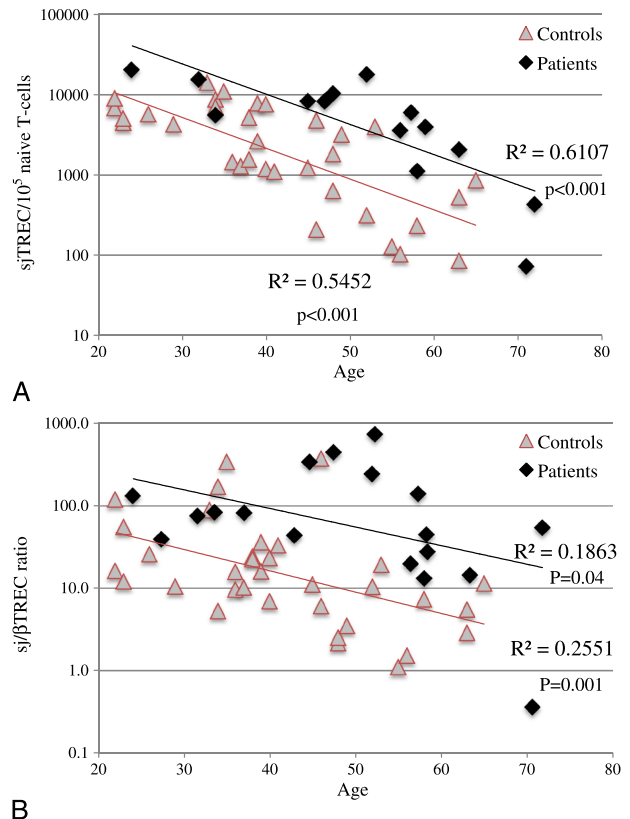 100000
10000
1000
100
10
sjTREC/10⁵ naive T-cells
Controls
Patients
R² = 0.6107
p<0.001
R² = 0.5452
p<0.001
20 30 40 50 60 70 80
Age
A
1000.0
100.0
10.0
1.0
0.1
sj/βTREC ratio
Controls
Patients
R² = 0.1863
P=0.04
R² = 0.2551
P=0.001
20 30 40 50 60 70 80
Age
B